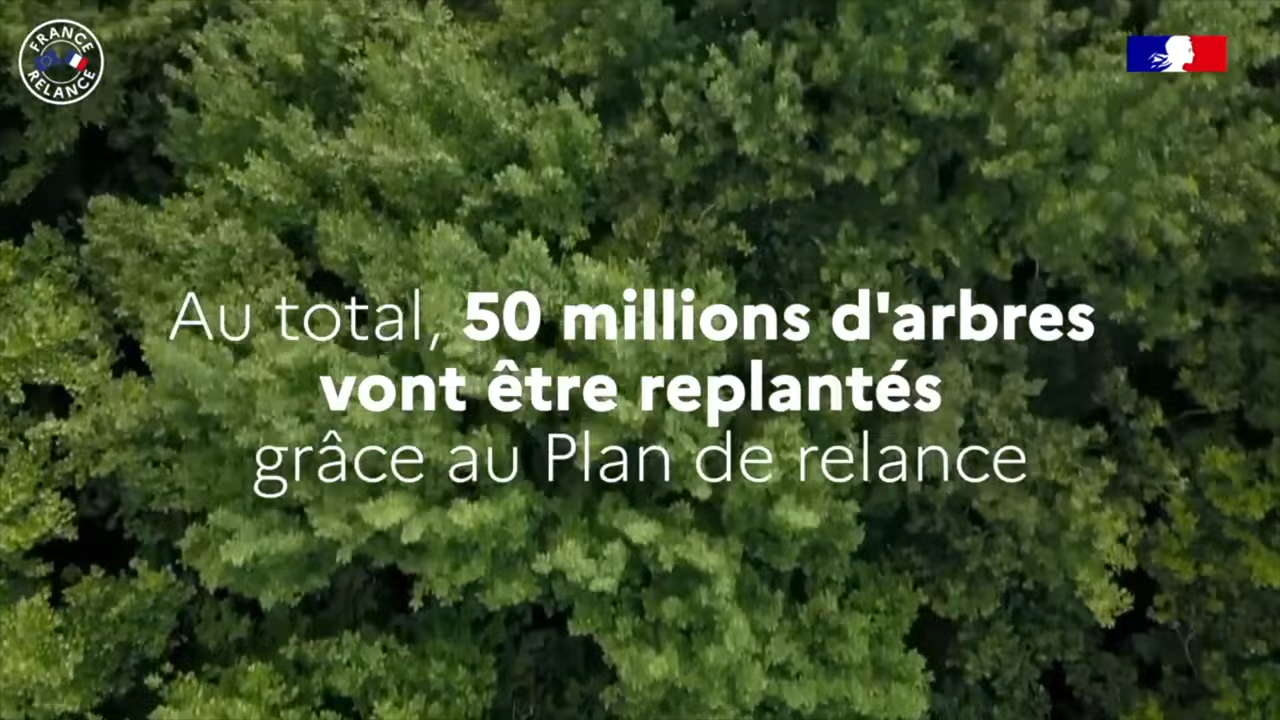 FRANCE
RELANCE
Au total, 50 millions d'arbres
vont être replantés
grâce au Plan de relance